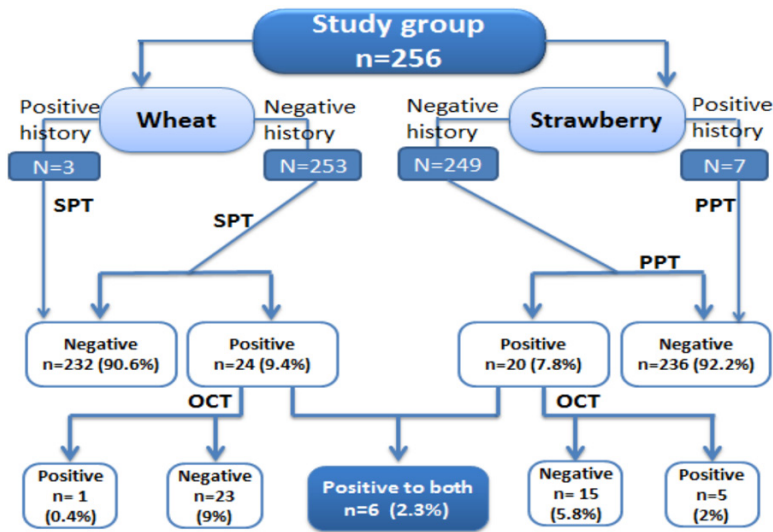 Study group
n=256
Positive
history
Wheat
Negative
history
Negative
history
Strawberry
Positive
history
N=3
N=253
N=249
N=7
SPT
SPT
PPT
PPT
Negative
n=232 (90.6%)
Positive
n=24 (9.4%)
Positive
n=20 (7.8%)
Negative
n=236 (92.2%)
OCT
OCT
Positive
n= 1
(0.4%)
Negative
n=23
(9%)
Positive to both
n=6 (2.3%)
Negative
n= 15
(5.8%)
Positive
n=5
(2%)